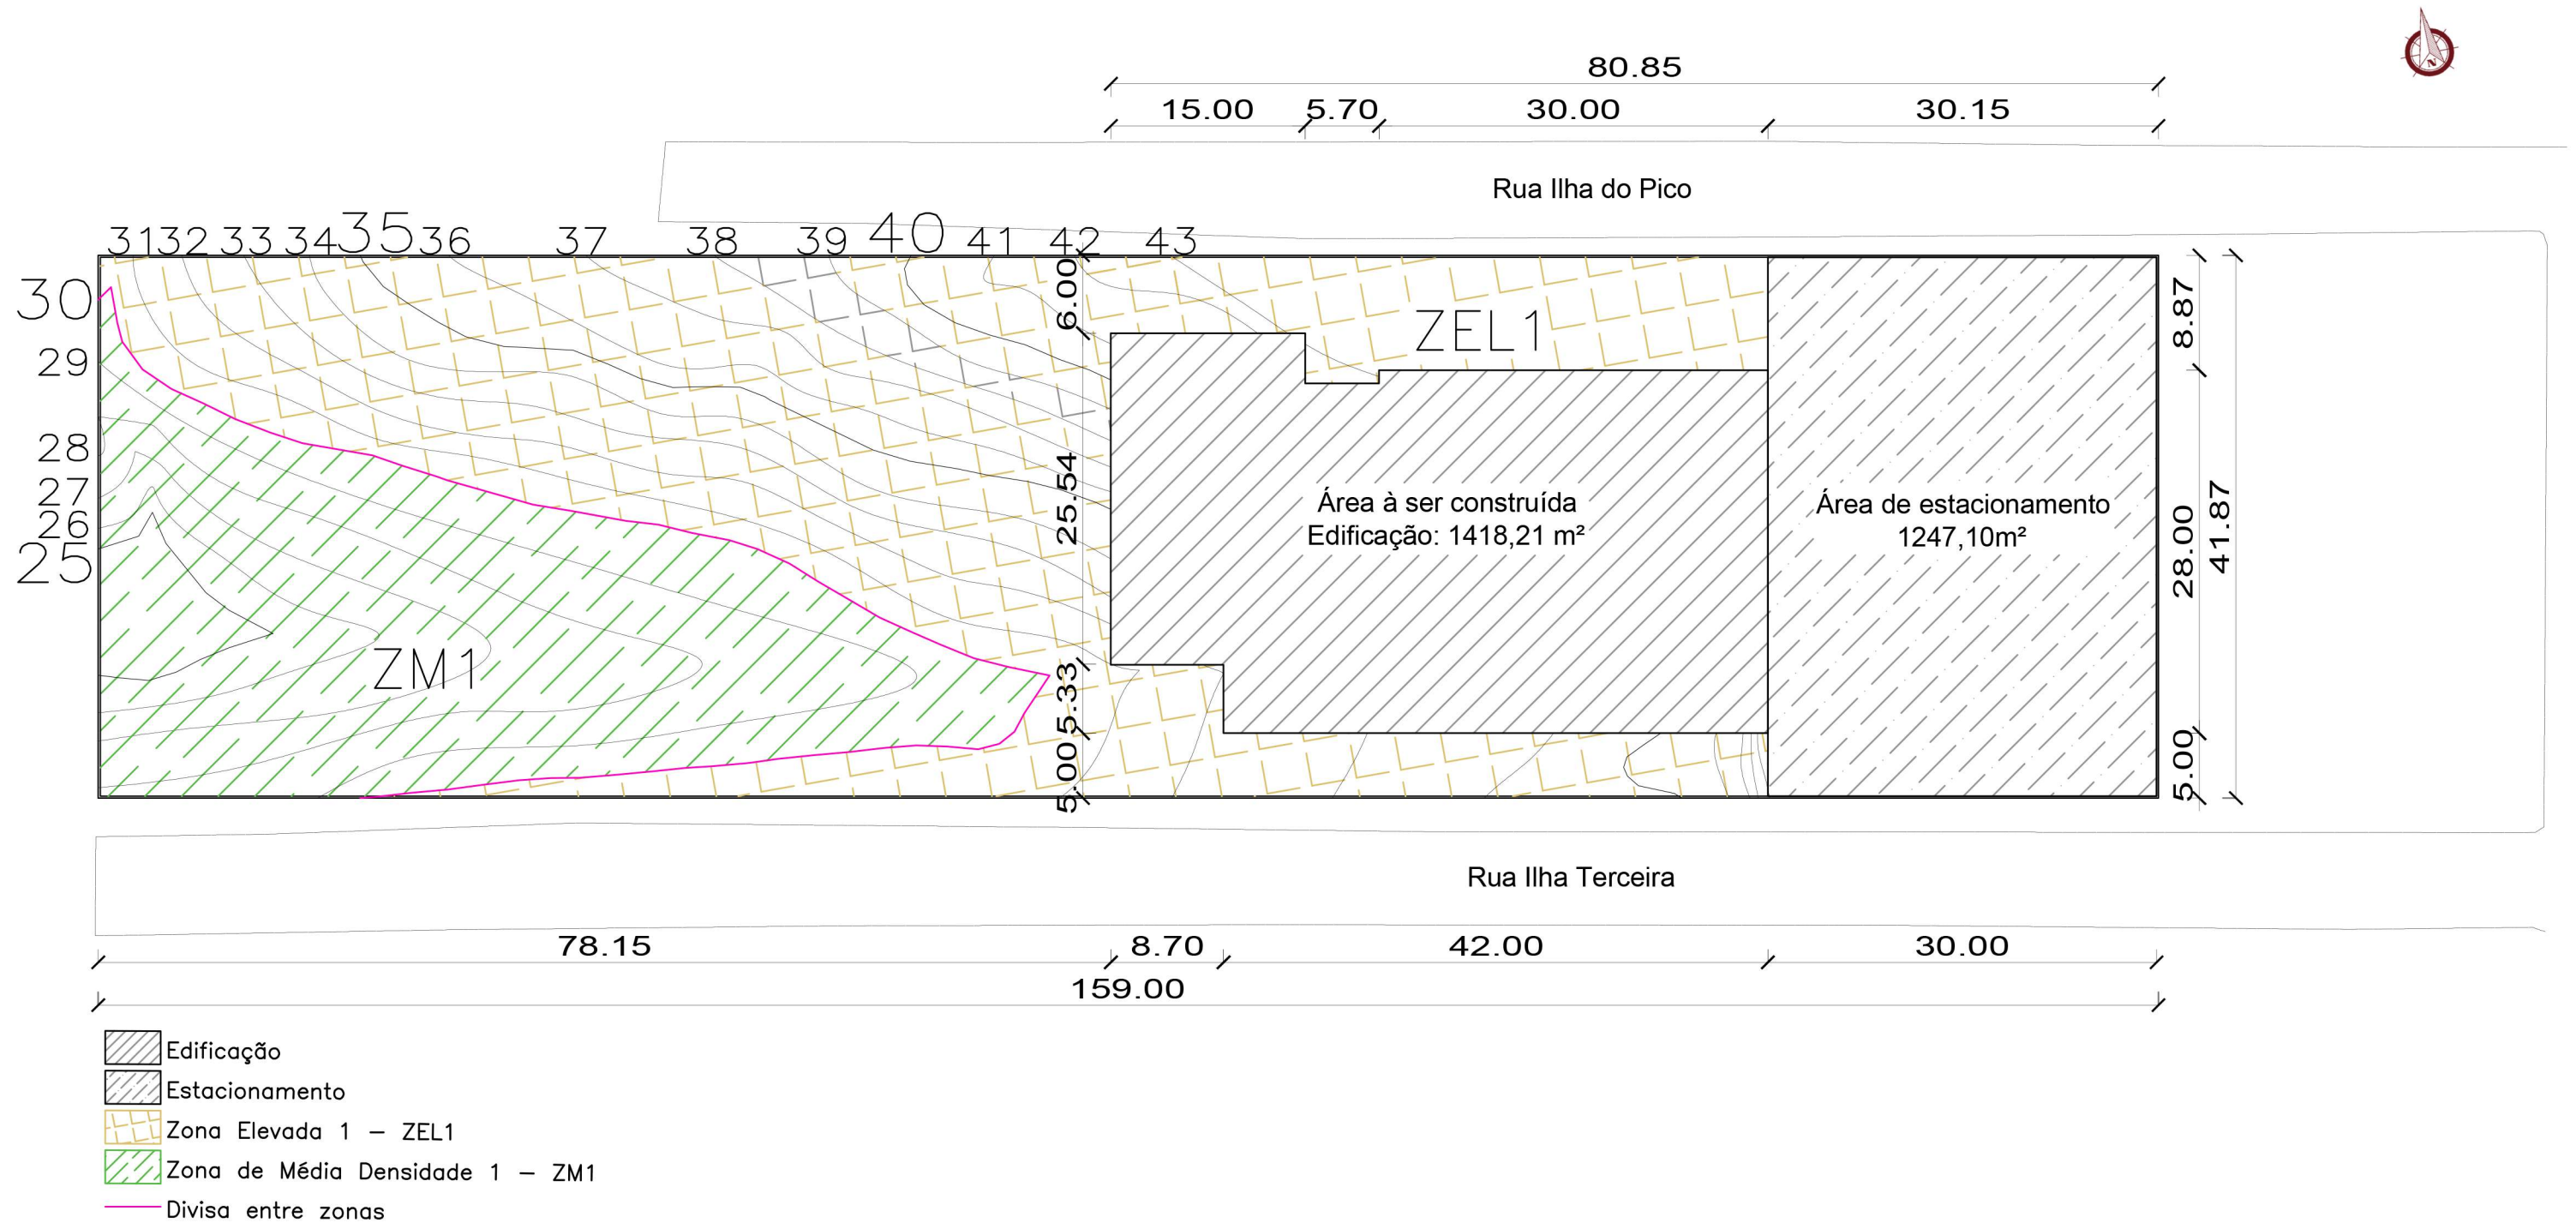 N
80.85
15.00 5.70 30.00 30.15
Rua Ilha do Pico
31 32 33 34 35 36 37 38 39 40 41 42 43
30
29
28
27
26
25
6.00
25.54
5.33
5.00
ZEL1
ZM1
Área à ser construída
Edificação: 1418,21 m²
Área de estacionamento
1247,10m²
8.87
28.00
5.00
41.87
Rua Ilha Terceira
78.15 8.70 42.00 30.00
159.00
Edificação
Estacionamento
Zona Elevada 1 – ZEL1
Zona de Média Densidade 1 – ZM1
Divisa entre zonas